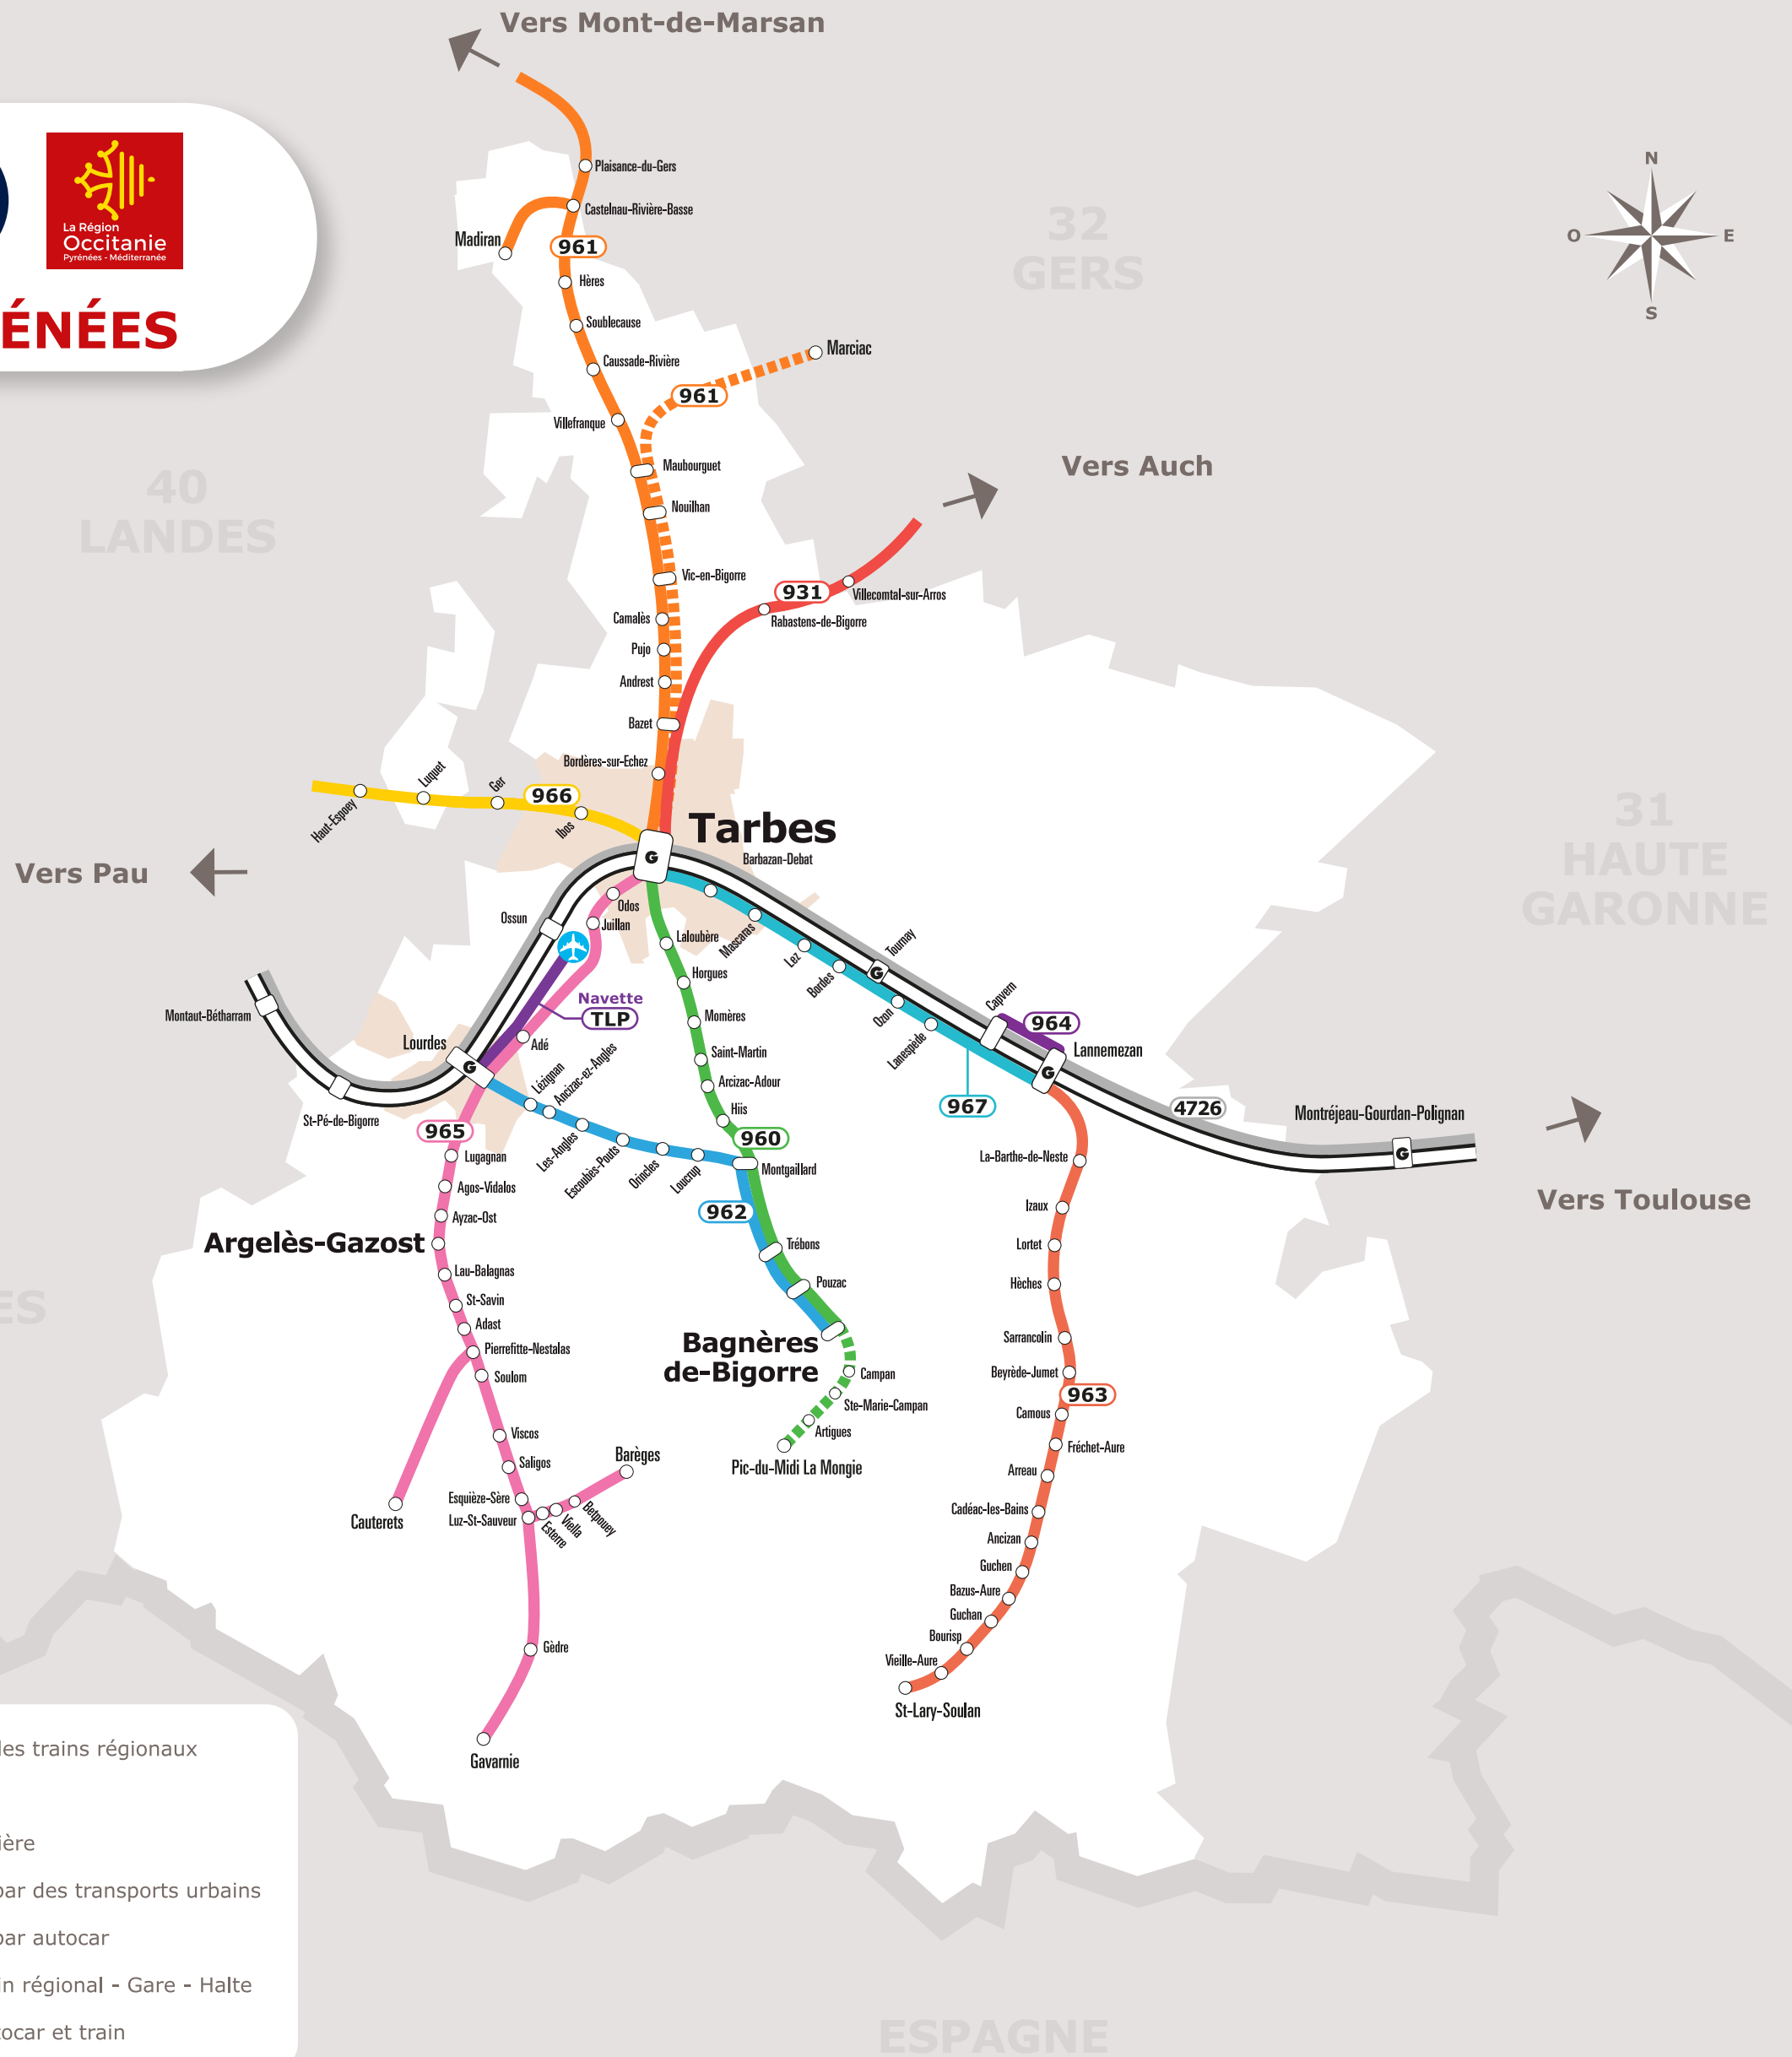 Vers Mont-de-Marsan
La Région
Occitanie
Pyrénées - Méditerranée
ÉNÉES
N
O
E
S
32
GERS
40
LANDES
31
HAUTE
GARONNE
ES
ESPAGNE
Plaisance-du-Gers
Castelnau-Rivière-Basse
Madiran
961
Hères
Soublecause
Caussade-Rivière
Villefranque
Marciac
961
Maubourguet
Nouilhan
Vic-en-Bigorre
Camalès
Pujo
Andrest
Bazet
Bordères-sur-Echez
Vers Auch
931
Villecomtal-sur-Arros
Rabastens-de-Bigorre
Haut-Espoey
Luquet
Ger
966
Ibos
Tarbes
G
Vers Pau
Barbazan-Debat
Mascaras
Lez
Bordes
Tournay
G
Ozon
Lanespède
Capvern
964
Lannemezan
G
967
4726
Montréjeau-Gourdan-Polignan
G
Vers Toulouse
Odos
Juillan
Ossun
Navette
TLP
Adé
Lourdes
G
Montaut-Bétharram
St-Pé-de-Bigorre
Laloubère
Horgues
Momères
Saint-Martin
Arcizac-Adour
Hiis
960
Montgaillard
Lézignan
Ancizac-ez-Angles
Les-Angles
Escoubès-Pouts
Orincles
Loucrup
962
Trébons
Pouzac
Bagnères
de-Bigorre
Campan
Ste-Marie-Campan
Artigues
Pic-du-Midi La Mongie
965
Lugagnan
Agos-Vidalos
Ayzac-Ost
Argelès-Gazost
Lau-Balagnas
St-Savin
Adast
Pierrefitte-Nestalas
Soulom
Viscos
Saligos
Esquièze-Sère
Luz-St-Sauveur
Esterre
Viella
Betpouey
Barèges
Cauterets
Gèdre
Gavarnie
La-Barthe-de-Neste
Izaux
Lortet
Hèches
Sarrancolin
Beyrède-Jumet
963
Camous
Fréchet-Aure
Arreau
Cadéac-les-Bains
Ancizan
Guchen
Bazus-Aure
Guchan
Bourisp
Vieille-Aure
St-Lary-Soulan
les trains régionaux
ière
par des transports urbains
par autocar
in régional - Gare - Halte
tocar et train